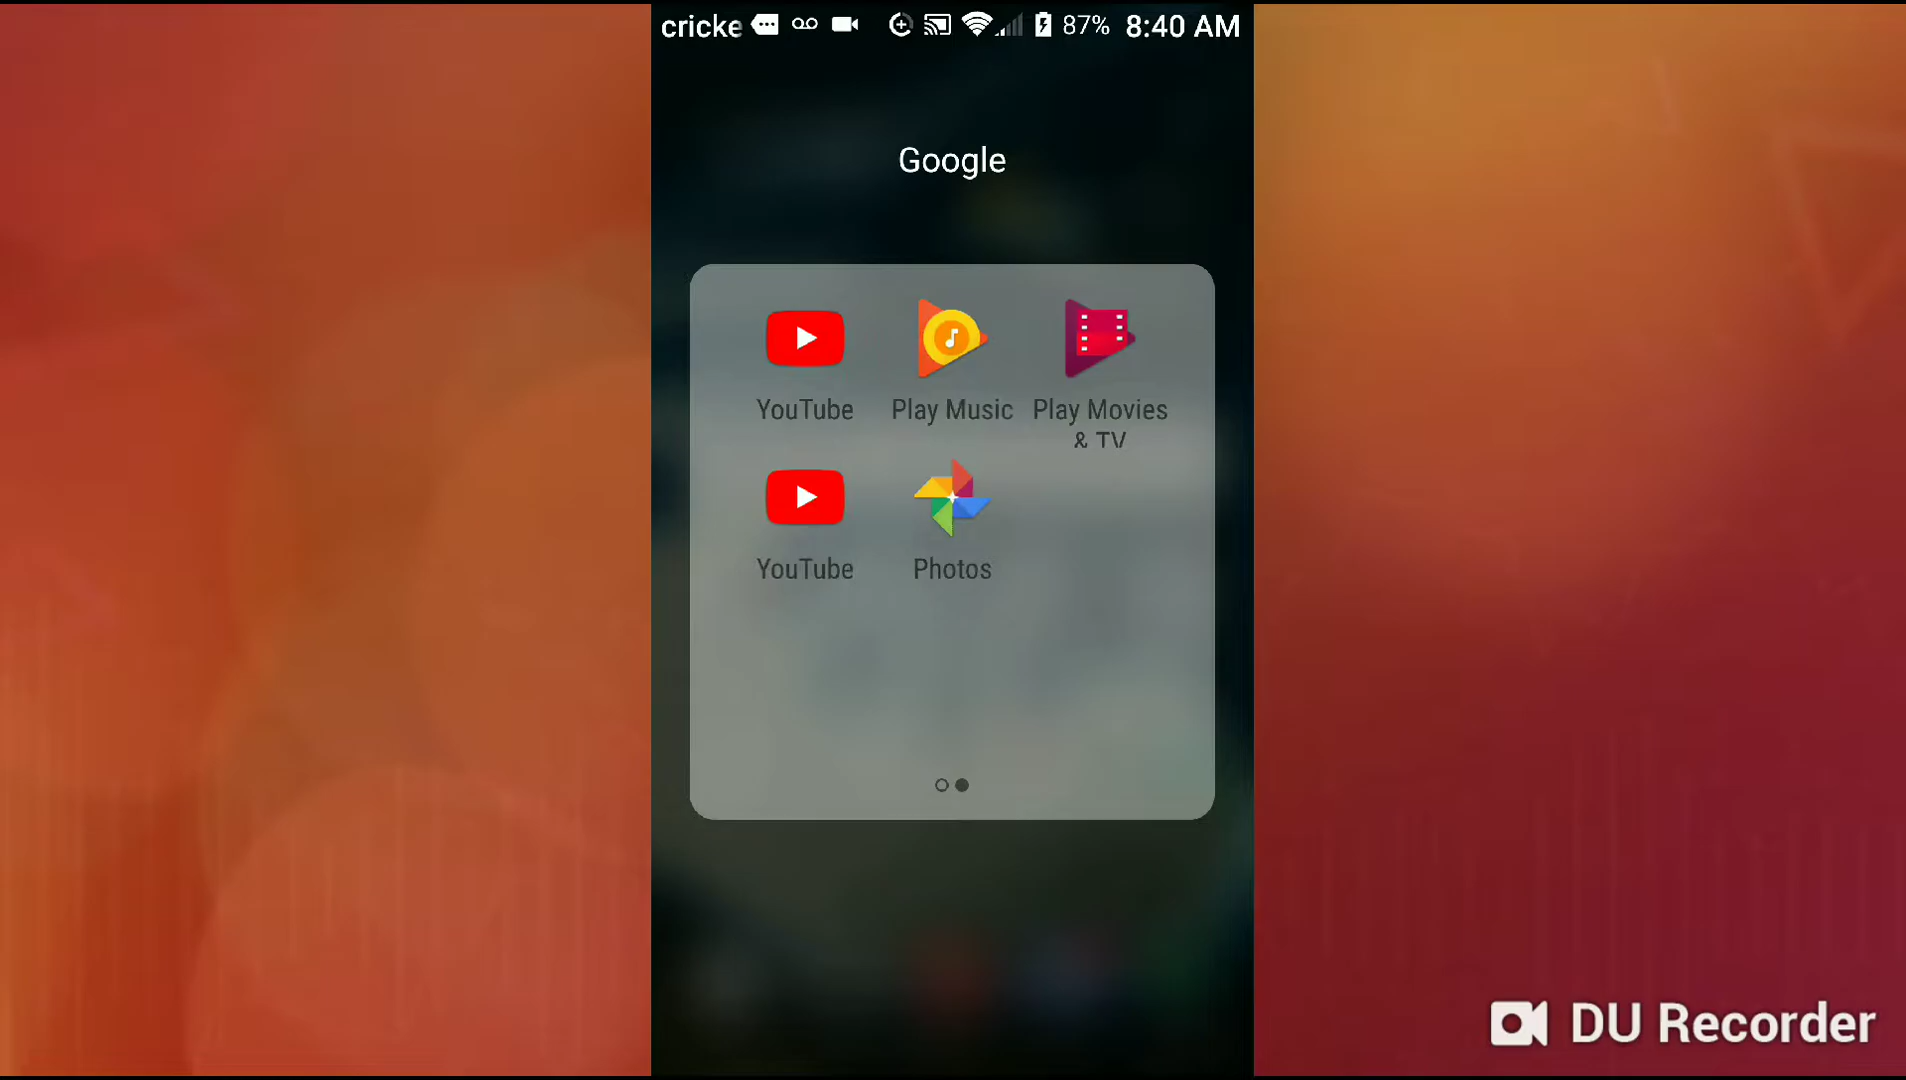 cricke 87% 8:40 AM
Google
YouTube Play Music Play Movies
& TV
YouTube Photos
DU Recorder